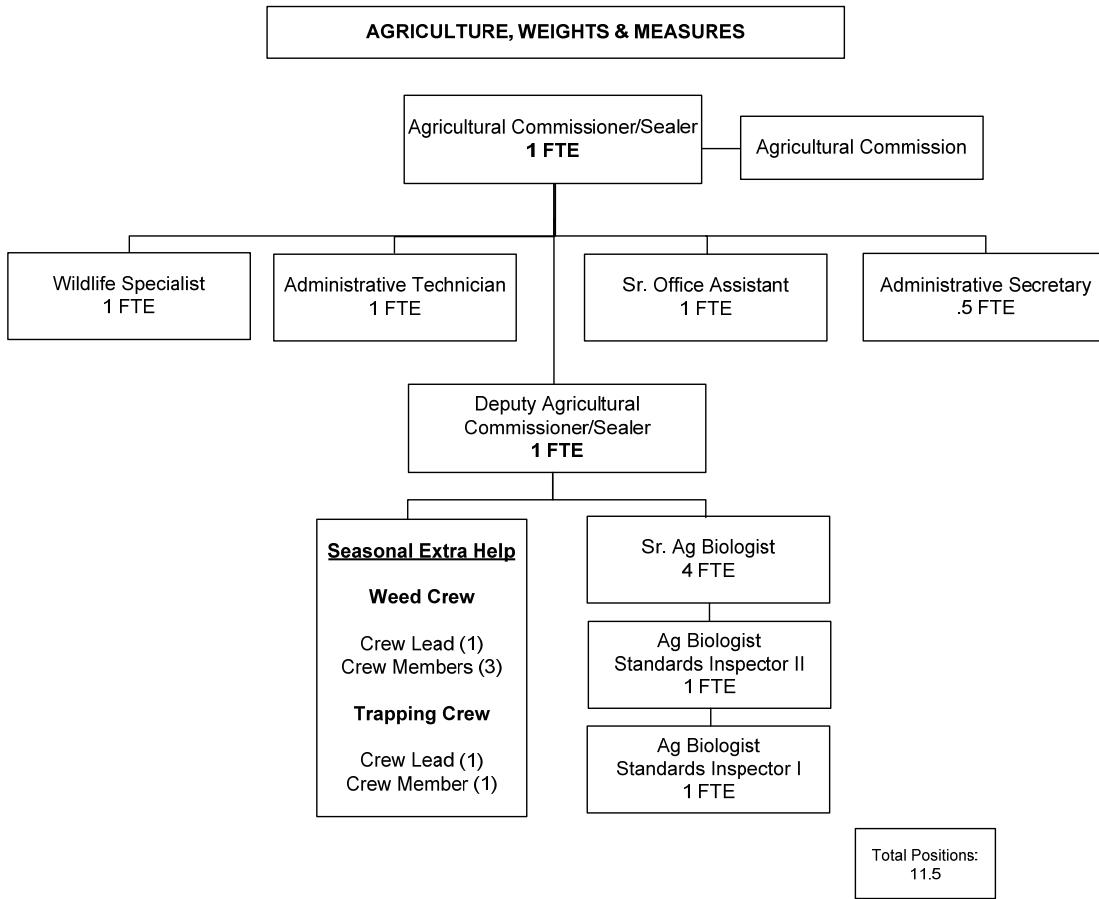 AGRICULTURE, WEIGHTS & MEASURES
Agricultural Commissioner/Sealer
1 FTE
Agricultural Commission
Wildlife Specialist
1 FTE
Administrative Technician
1 FTE
Sr. Office Assistant
1 FTE
Administrative Secretary
.5 FTE
Deputy Agricultural
Commissioner/Sealer
1 FTE
Seasonal Extra Help
Weed Crew
Crew Lead (1)
Crew Members (3)
Trapping Crew
Crew Lead (1)
Crew Member (1)
Sr. Ag Biologist
4 FTE
Ag Biologist
Standards Inspector II
1 FTE
Ag Biologist
Standards Inspector I
1 FTE
Total Positions:
11.5